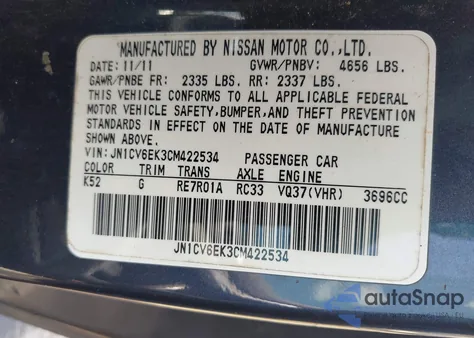 MANUFACTURED BY NISSAN MOTOR CO.,LTD.
DATE: 11/11 GVWR/PNBV: 4656 LBS.
GAWR/PNBE FR: 2335 LBS. RR: 2337 LBS.
THIS VEHICLE CONFORMS TO ALL APPLICABLE FEDERAL
MOTOR VEHICLE SAFETY,BUMPER,AND THEFT PREVENTION
STANDARDS IN EFFECT ON THE DATE OF MANUFACTURE
SHOWN ABOVE.
VIN: JN1CV6EK3CM422534 PASSENGER CAR
COLOR TRIM TRANS AXLE ENGINE
K52 G RE7R01A RC33 VQ37(VHR) 3696CC
JN1CV6EK3CM422534
autoSnap